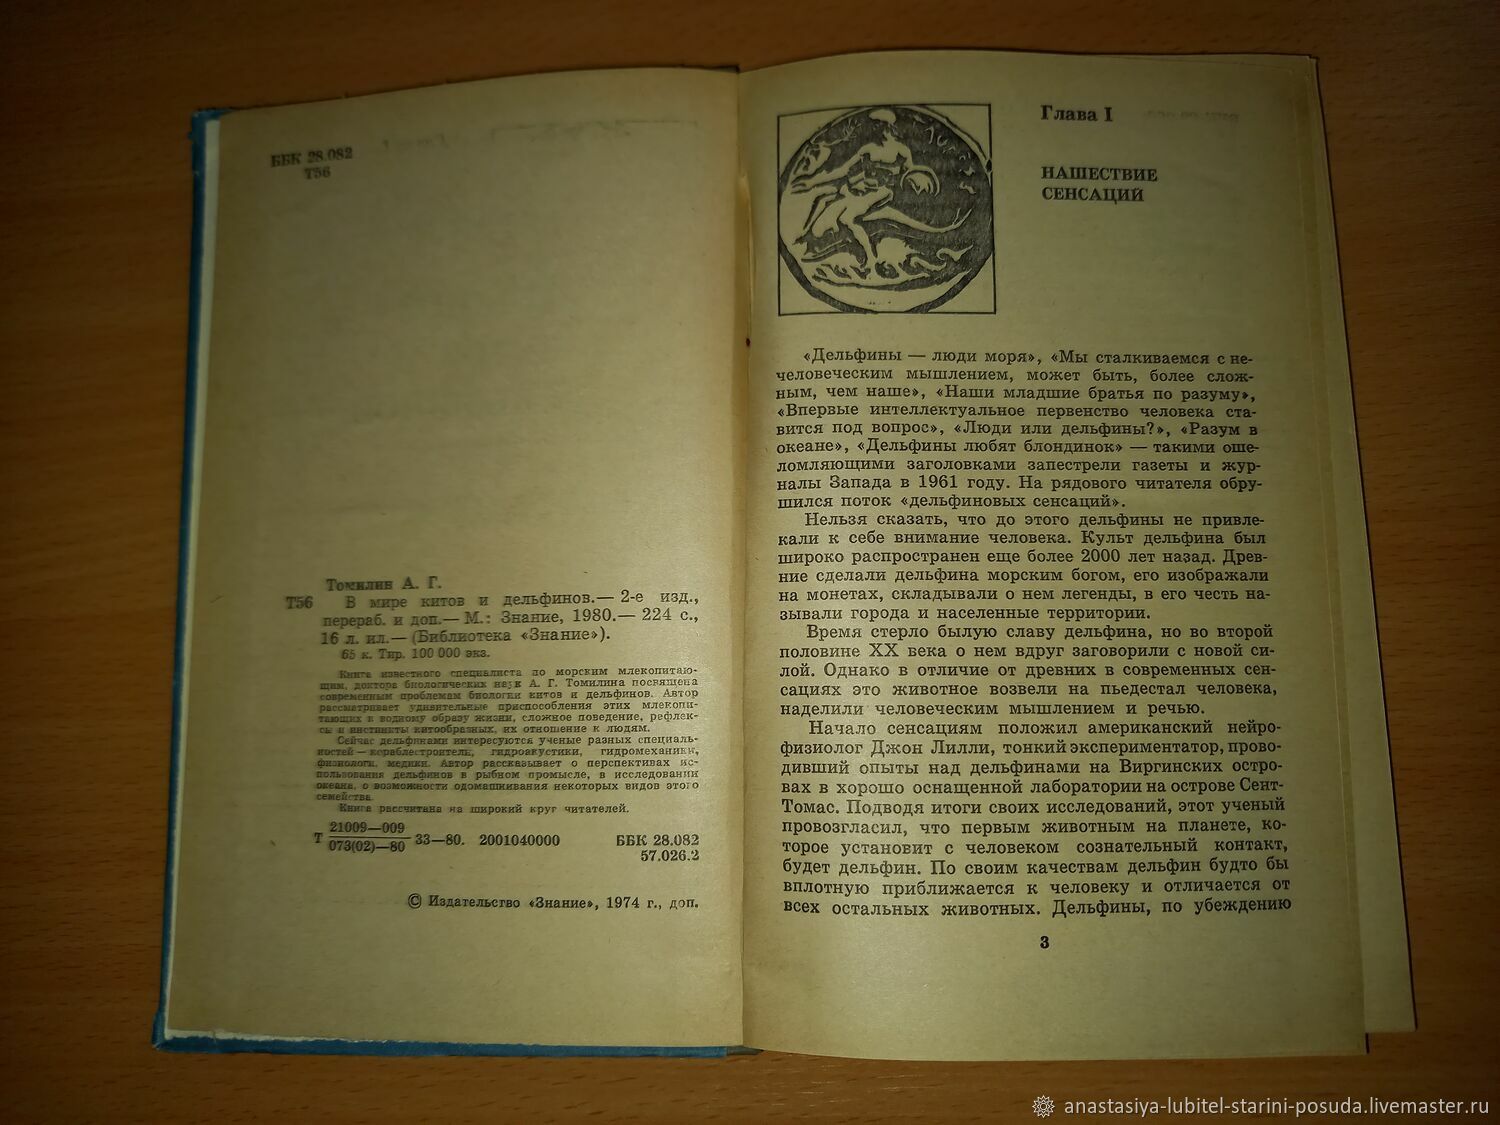 ББК 28.082
Т56
Томилин А. Г.
Т56 В мире китов и дельфинов.— 2-е изд.,
перераб. и доп.— М.: Знание, 1980.— 224 с.,
16 л. ил.— (Библиотека «Знание»).
65 к. Тир. 100 000 экз.
Книга известного специалиста по морским млекопитаю-
щим, доктора биологических наук А. Г. Томилина посвящена
современным проблемам биологии китов и дельфинов. Автор
рассматривает удивительные приспособления этих млекопи-
тающих к водному образу жизни, сложное поведение, рефлек-
сы и инстинкты китообразных, их отношение к людям.
Сейчас дельфинами интересуются ученые разных специаль-
ностей — кораблестроители, гидроакустики, гидромеханики,
физиологи, медики. Автор рассказывает о перспективах ис-
пользования дельфинов в рыбном промысле, в исследовании
океана, о возможности одомашнивания некоторых видов этого
семейства.
Книга рассчитана на широкий круг читателей.
Т 21009—009
073(02)—80 33—80. 2001040000 ББК 28.082
57.026.2
© Издательство «Знание», 1974 г., доп.
Глава I
НАШЕСТВИЕ
СЕНСАЦИЙ
«Дельфины — люди моря», «Мы сталкиваемся с не-
человеческим мышлением, может быть, более слож-
ным, чем наше», «Наши младшие братья по разуму»,
«Впервые интеллектуальное первенство человека ста-
вится под вопрос», «Люди или дельфины?», «Разум в
океане», «Дельфины любят блондинок» — такими оше-
ломляющими заголовками запестрели газеты и жур-
налы Запада в 1961 году. На рядового читателя обру-
шился поток «дельфиновых сенсаций».
Нельзя сказать, что до этого дельфины не привле-
кали к себе внимание человека. Культ дельфина был
широко распространен еще более 2000 лет назад. Древ-
ние сделали дельфина морским богом, его изображали
на монетах, складывали о нем легенды, в его честь на-
зывали города и населенные территории.
Время стерло былую славу дельфина, но во второй
половине XX века о нем вдруг заговорили с новой си-
лой. Однако в отличие от древних в современных сен-
сациях это животное возвели на пьедестал человека,
наделили человеческим мышлением и речью.
Начало сенсациям положил американский нейро-
физиолог Джон Лилли, тонкий экспериментатор, прово-
дивший опыты над дельфинами на Виргинских остро-
вах в хорошо оснащенной лаборатории на острове Сент-
Томас. Подводя итоги своих исследований, этот ученый
провозгласил, что первым животным на планете, ко-
торое установит с человеком сознательный контакт,
будет дельфин. По своим качествам дельфин будто бы
вплотную приближается к человеку и отличается от
всех остальных животных. Дельфины, по убеждению
3
anastasiya-lubitel-starini-posuda.livemaster.ru